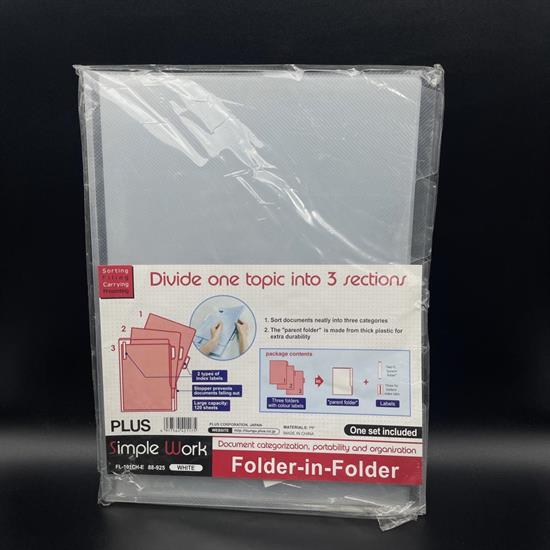 Sorting
Filing
Carrying
Presenting
Divide one topic into 3 sections
1
2
3
2 types of
index labels
Stopper prevents
documents falling out
Large capacity:
120 sheets
1. Sort documents neatly into three categories
2. The "parent folder" is made from thick plastic for
extra durability
package contents
Three folders
with colour labels
"parent folder"
+
Labels
One set included
PLUS
PLUS CORPORATION, JAPAN
WEBSITE
MATERIALS: PP
MADE IN CHINA
Simple Work
Document categorization, portability and organisation
FL-101CH-E 88-925 WHITE
Folder-in-Folder